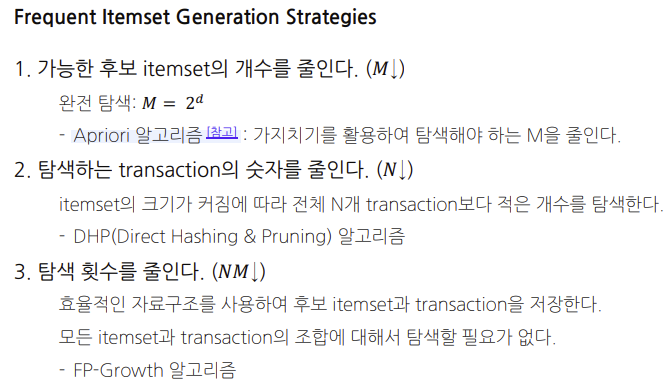 Frequent Itemset Generation Strategies
1. 가능한 후보 itemset의 개수를 줄인다. (M↓)
완전 탐색: M = 2^d
- Apriori 알고리즘[참고] : 가지치기를 활용하여 탐색해야 하는 M을 줄인다.
2. 탐색하는 transaction의 숫자를 줄인다. (N↓)
itemset의 크기가 커짐에 따라 전체 N개 transaction보다 적은 개수를 탐색한다.
- DHP(Direct Hashing & Pruning) 알고리즘
3. 탐색 횟수를 줄인다. (NM↓)
효율적인 자료구조를 사용하여 후보 itemset과 transaction을 저장한다.
모든 itemset과 transaction의 조합에 대해서 탐색할 필요가 없다.
- FP-Growth 알고리즘